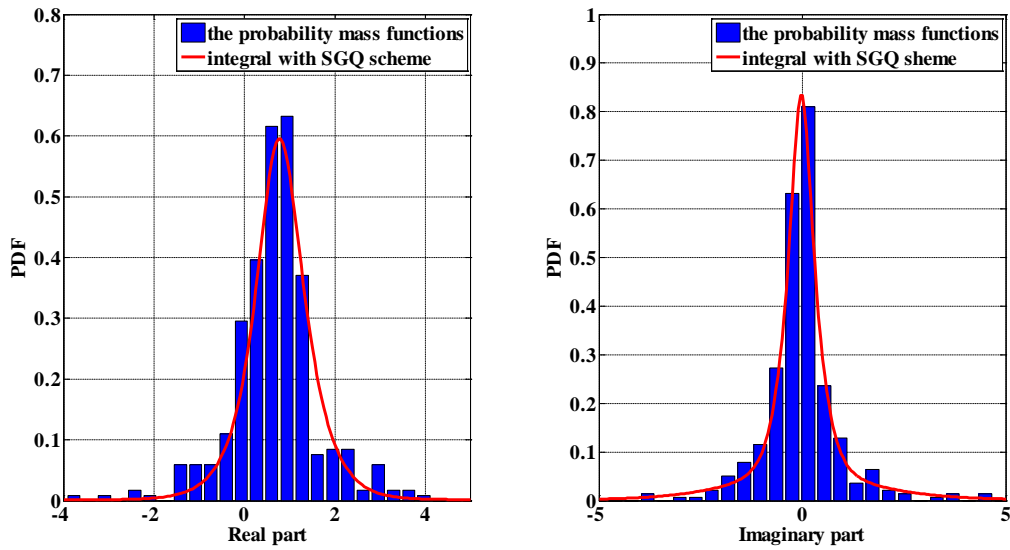 the probability mass functions
integral with SGQ scheme
0.8
0.7
0.6
0.5
0.4
0.3
0.2
0.1
0
PDF
-4 -2 0 2 4
Real part
the probability mass functions
integral with SGQ sheme
1
0.9
0.8
0.7
0.6
0.5
0.4
0.3
0.2
0.1
0
PDF
-5 0 5
Imaginary part